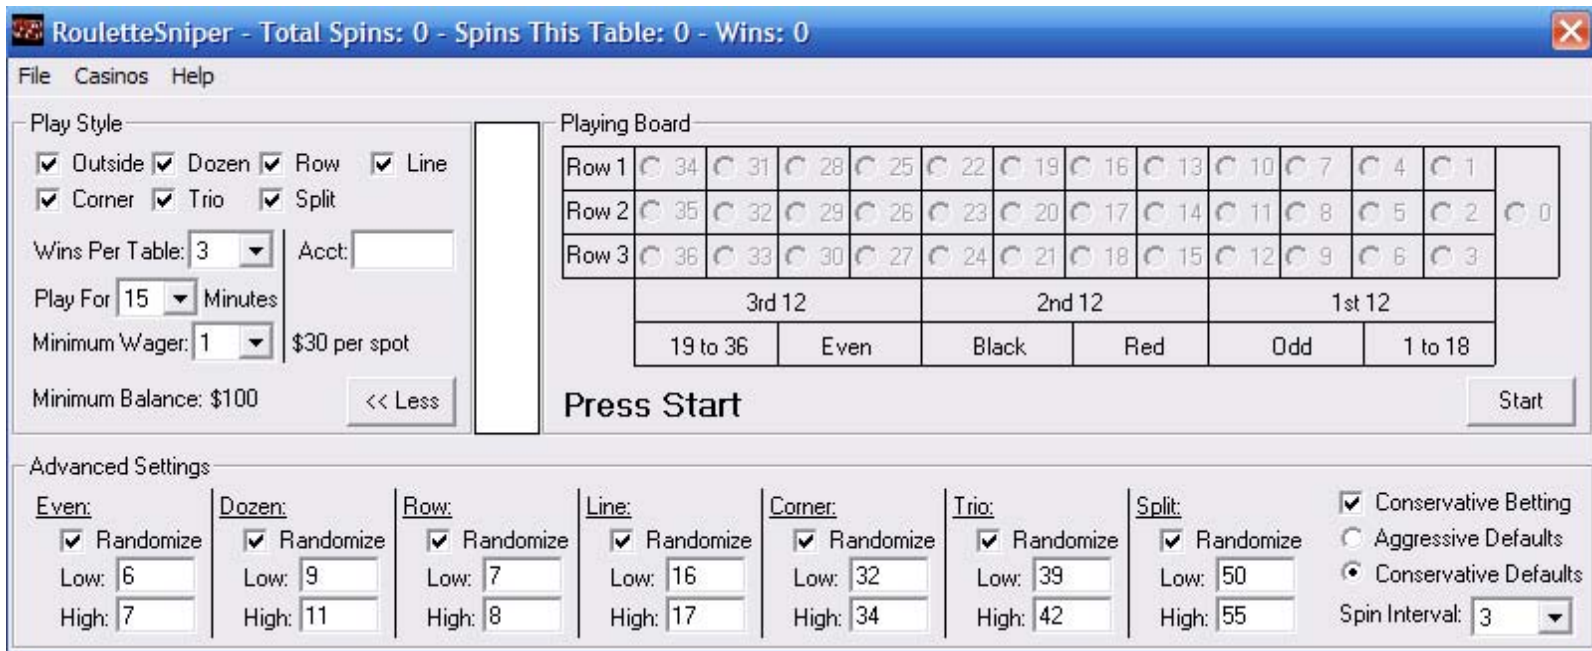 RouletteSniper - Total Spins: 0 - Spins This Table: 0 - Wins: 0
File Casinos Help
Play Style
Outside Dozen Row Line
Corner Trio Split
Wins Per Table: 3 Acct:
Play For 15 Minutes
Minimum Wager: 1 $30 per spot
Minimum Balance: $100 << Less
Playing Board
Row 1 34 31 28 25 22 19 16 13 10 7 4 1
Row 2 35 32 29 26 23 20 17 14 11 8 5 2 0
Row 3 36 33 30 27 24 21 18 15 12 9 6 3
3rd 12 2nd 12 1st 12
19 to 36 Even Black Red Odd 1 to 18
Press Start Start
Advanced Settings
Even: Dozen: Row: Line: Corner: Trio: Split: Conservative Betting
Randomize Randomize Randomize Randomize Randomize Randomize Randomize Aggressive Defaults
Low: 6 Low: 9 Low: 7 Low: 16 Low: 32 Low: 39 Low: 50 Conservative Defaults
High: 7 High: 11 High: 8 High: 17 High: 34 High: 42 High: 55 Spin Interval: 3